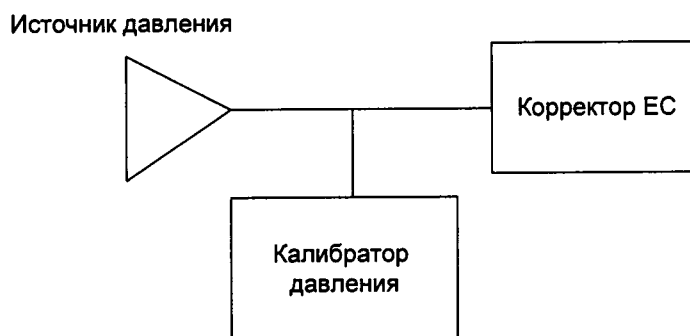 Источник давления
Корректор ЕС
Калибратор
давления